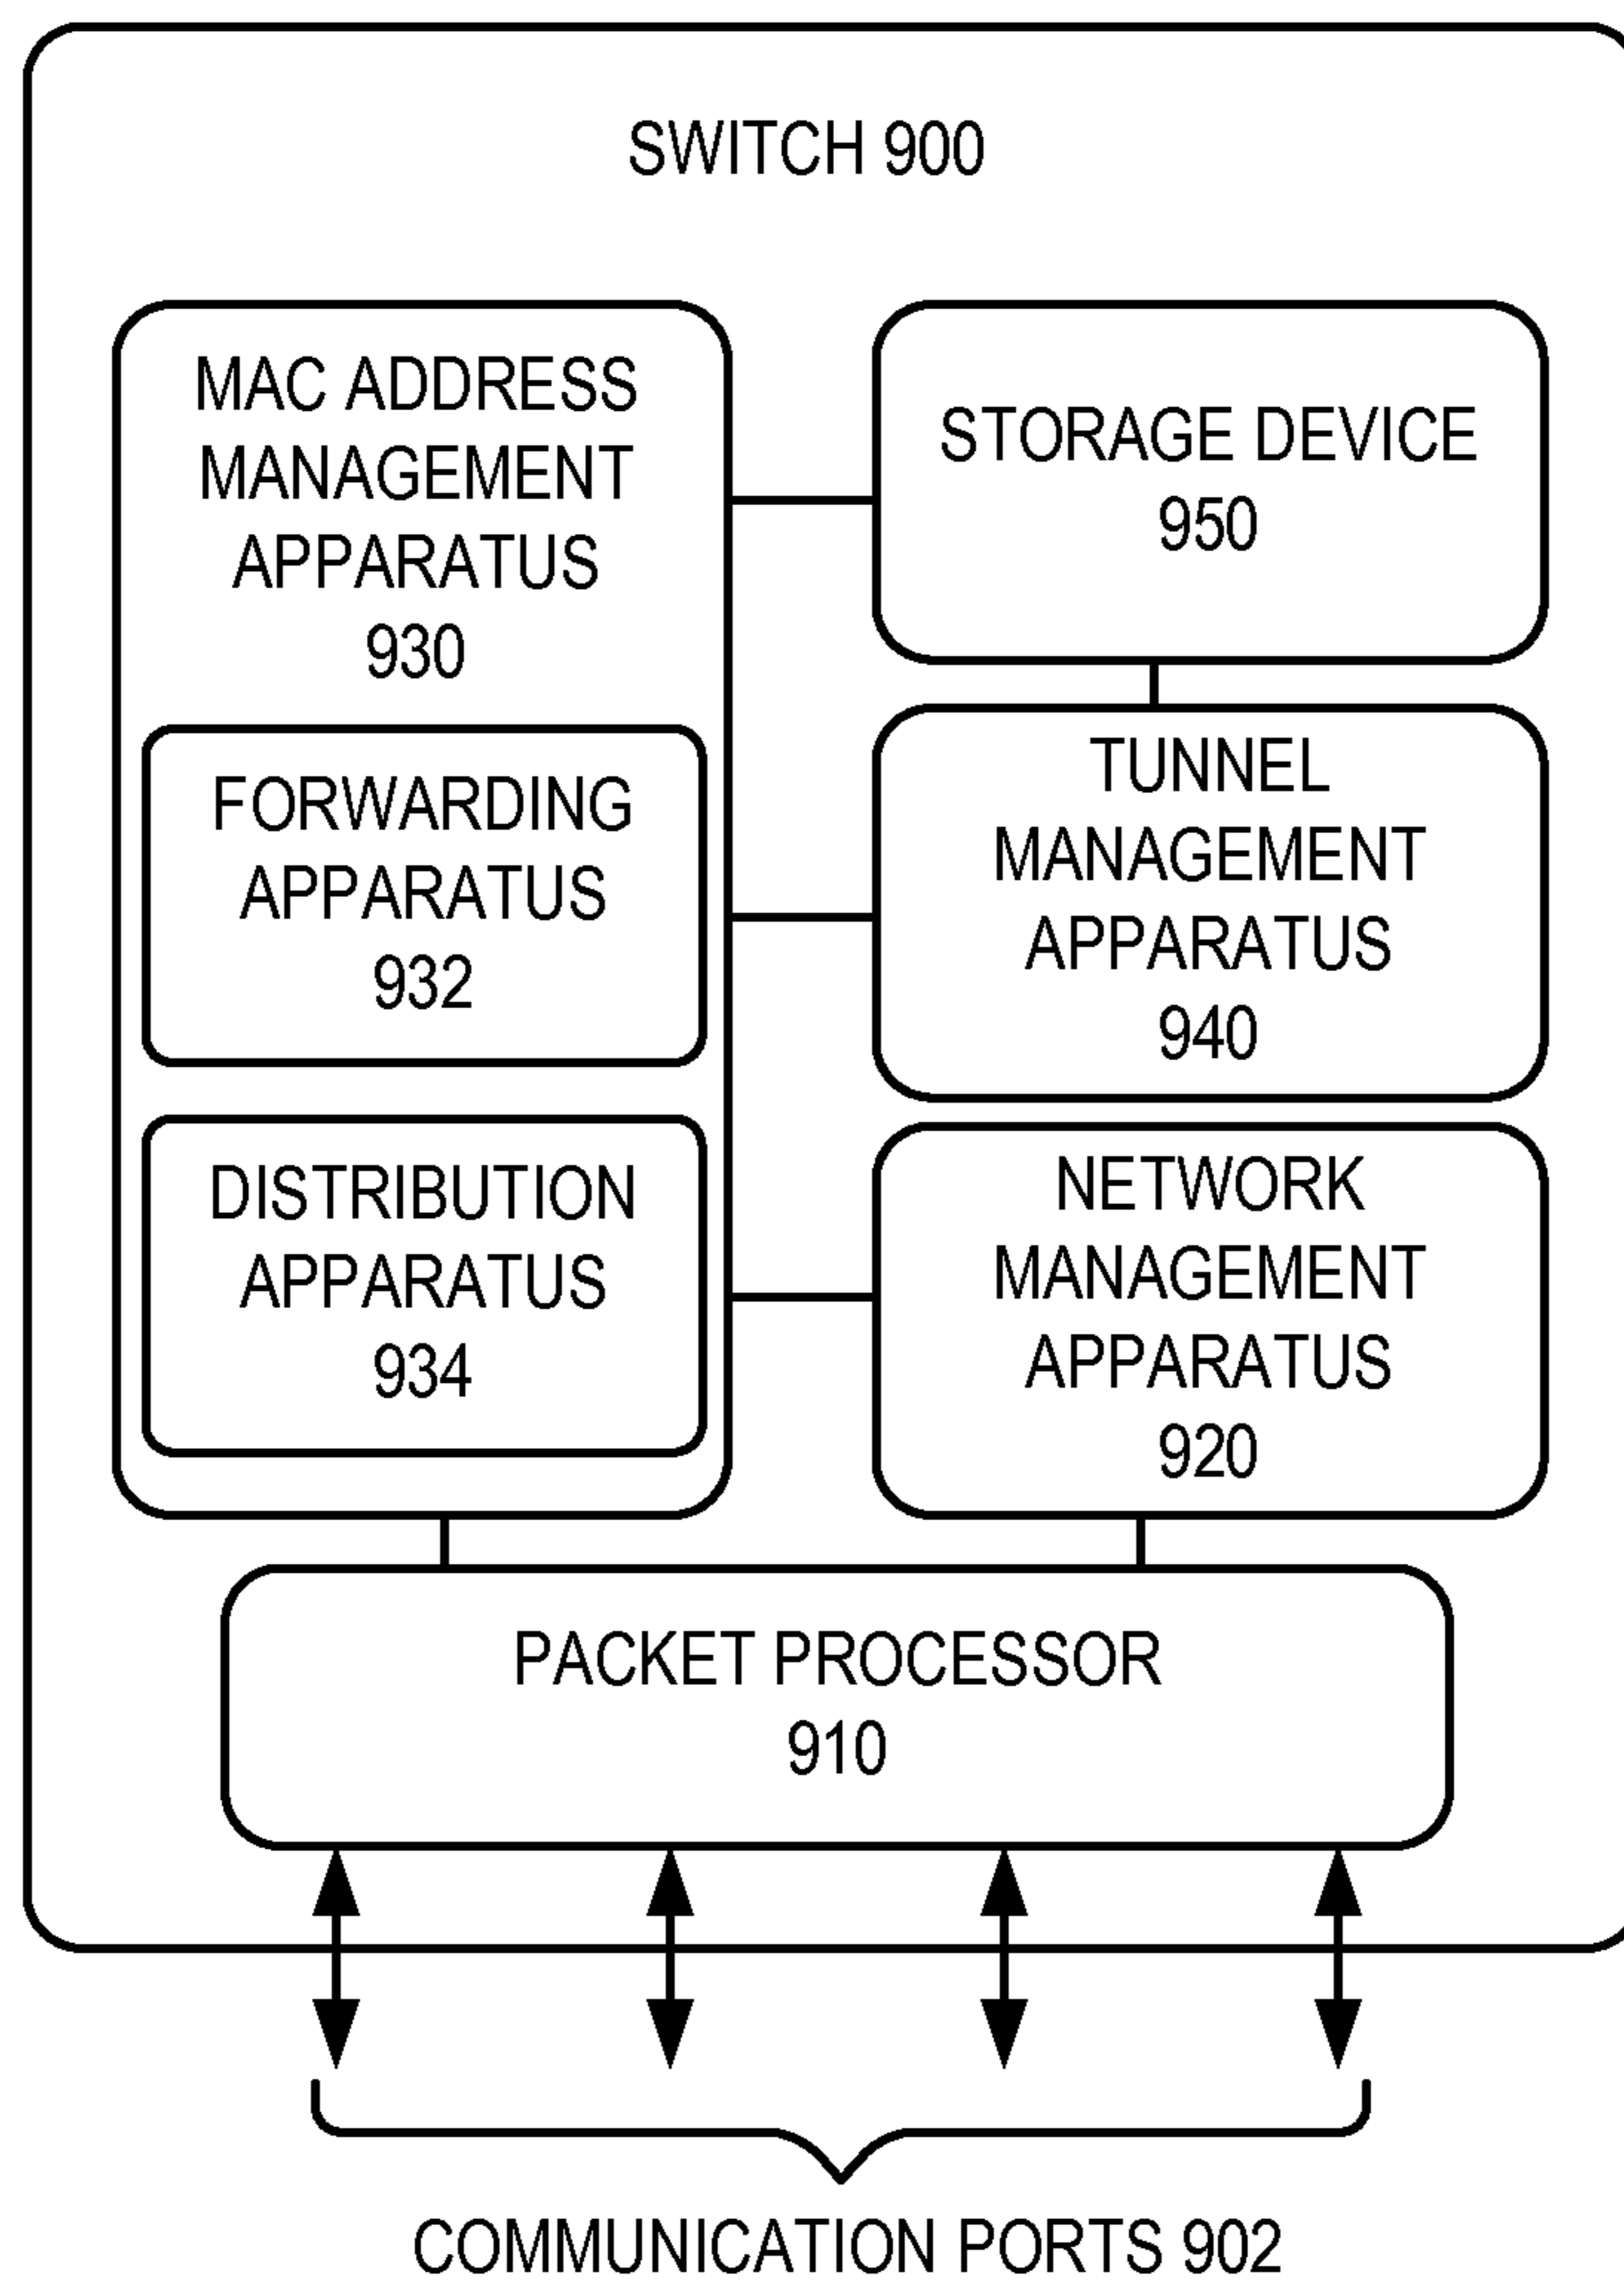 SWITCH 900
MAC ADDRESS
MANAGEMENT
APPARATUS
930
FORWARDING
APPARATUS
932
DISTRIBUTION
APPARATUS
934
STORAGE DEVICE
950
TUNNEL
MANAGEMENT
APPARATUS
940
NETWORK
MANAGEMENT
APPARATUS
920
PACKET PROCESSOR
910
COMMUNICATION PORTS 902